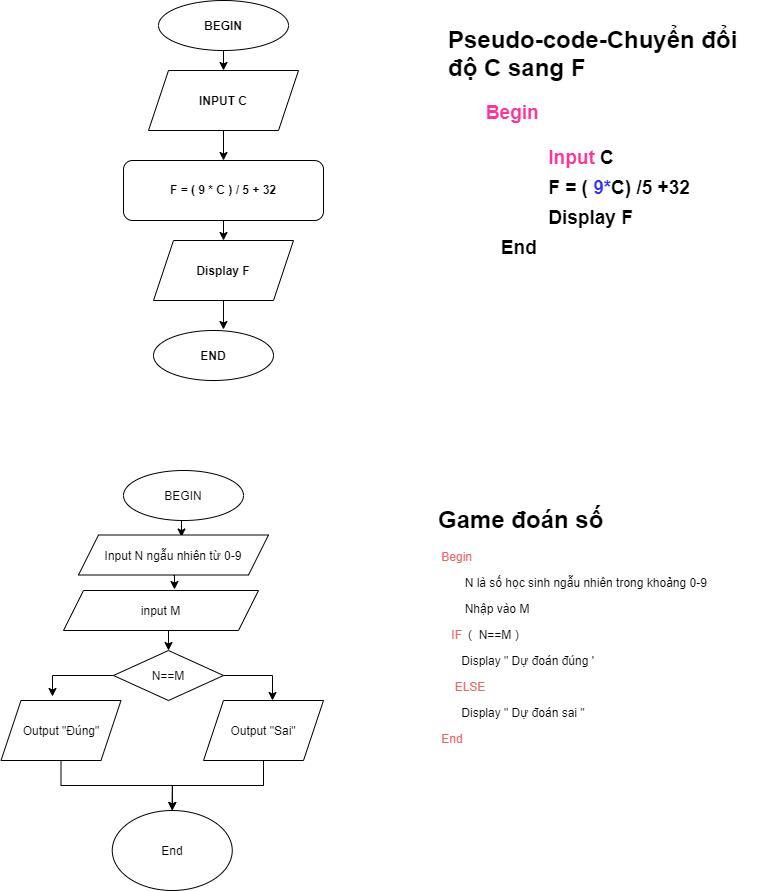 BEGIN
INPUT C
F = ( 9 * C ) / 5 + 32
Display F
END
Pseudo-code-Chuyển đổi
độ C sang F
Begin
Input C
F = ( 9*C) /5 +32
Display F
End
BEGIN
Input N ngẫu nhiên từ 0-9
input M
N==M
Output "Đúng"
Output "Sai"
End
Game đoán số
Begin
N là số học sinh ngẫu nhiên trong khoảng 0-9
Nhập vào M
IF ( N==M )
Display " Dự đoán đúng '
ELSE
Display " Dự đoán sai "
End